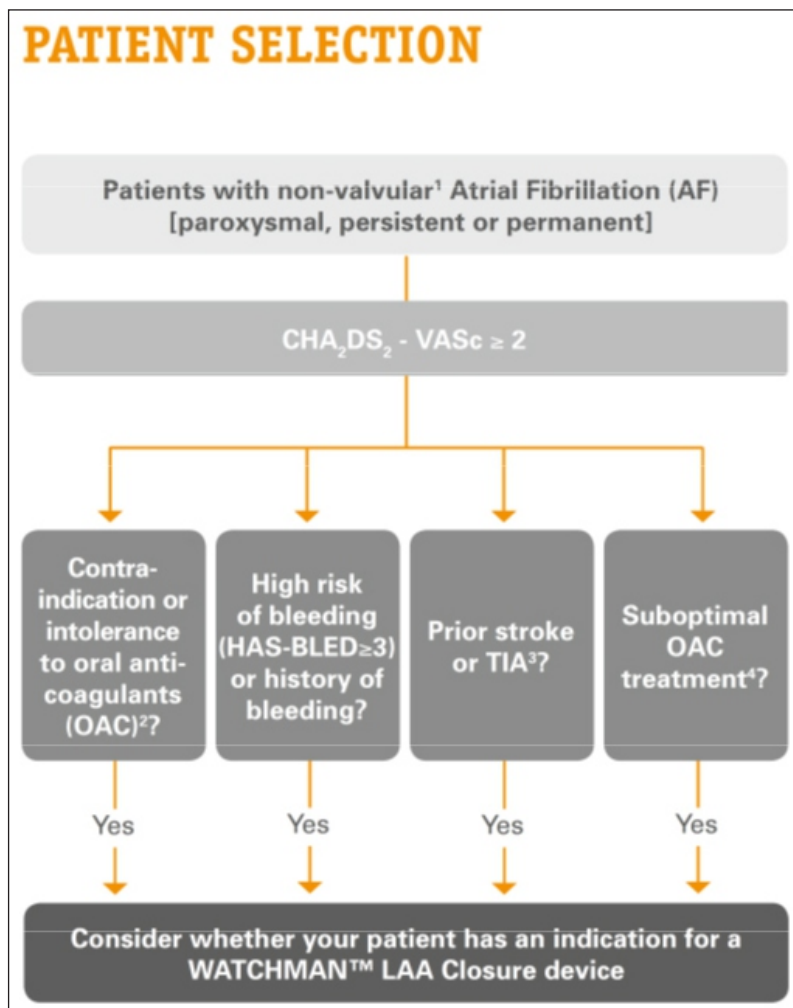 PATIENT SELECTION
Patients with non-valvular¹ Atrial Fibrillation (AF)
[paroxysmal, persistent or permanent]
CHA₂DS₂ - VASc ≥ 2
Contra-
indication or
intolerance
to oral anti-
coagulants
(OAC)²?
High risk
of bleeding
(HAS-BLED≥3)
or history of
bleeding?
Prior stroke
or TIA³?
Suboptimal
OAC
treatment⁴?
Yes
Yes
Yes
Yes
Consider whether your patient has an indication for a
WATCHMAN™ LAA Closure device